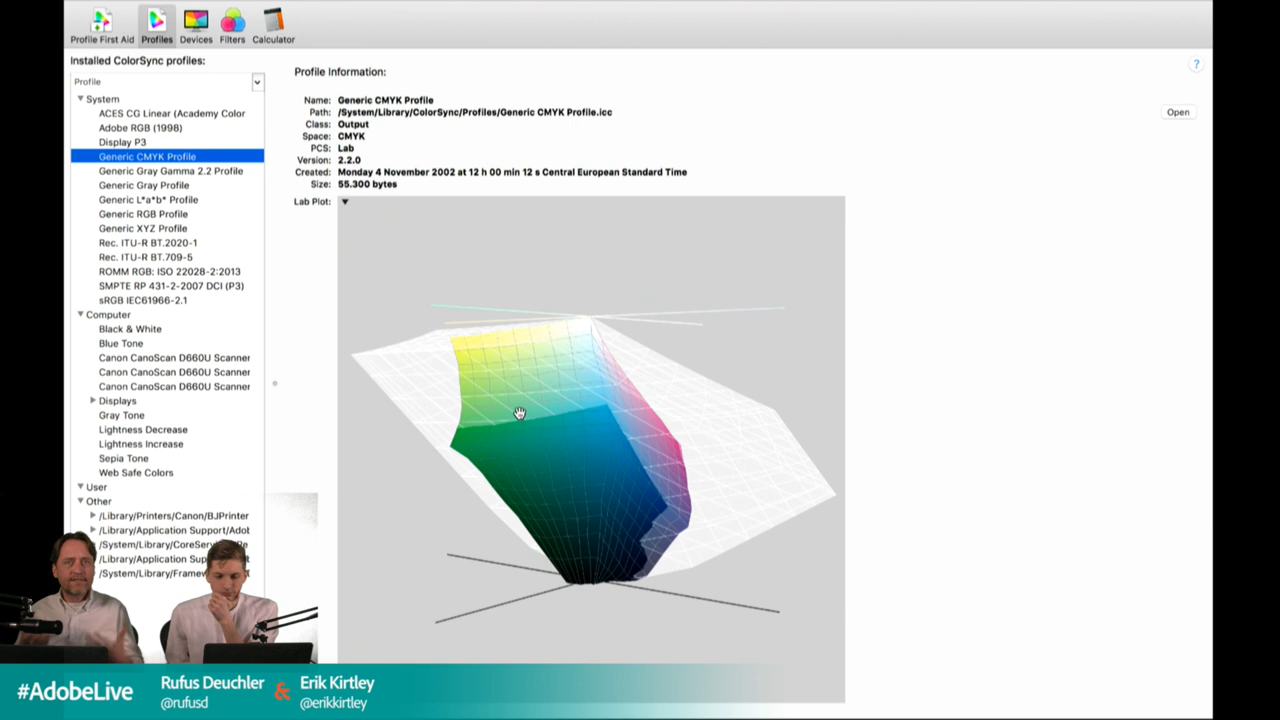 Profile First Aid
Profiles
Devices
Filters
Calculator
Installed ColorSync profiles:
Profile
System
ACES CG Linear (Academy Color
Adobe RGB (1998)
Display P3
Generic CMYK Profile
Generic Gray Gamma 2.2 Profile
Generic Gray Profile
Generic L*a*b* Profile
Generic RGB Profile
Generic XYZ Profile
Rec. ITU-R BT.2020-1
Rec. ITU-R BT.709-5
ROMM RGB: ISO 22028-2:2013
SMPTE RP 431-2-2007 DCI (P3)
sRGB IEC61966-2.1
Computer
Black & White
Blue Tone
Canon CanoScan D660U Scanner
Canon CanoScan D660U Scanner
Canon CanoScan D660U Scanner
Displays
Gray Tone
Lightness Decrease
Lightness Increase
Sepia Tone
Web Safe Colors
User
Other
/Library/Printers/Canon/BJPrinter
/Library/Application Support/Adob
/System/Library/CoreSer
/Library/Application Sup
/System/Library/Framew
Profile Information:
?
Name: Generic CMYK Profile
Path: /System/Library/ColorSync/Profiles/Generic CMYK Profile.icc
Open
Class: Output
Space: CMYK
PCS: Lab
Version: 2.2.0
Created: Monday 4 November 2002 at 12 h 00 min 12 s Central European Standard Time
Size: 55.300 bytes
Lab Plot:
#AdobeLive
Rufus Deuchler
@rufusd
&
Erik Kirtley
@erikkirtley